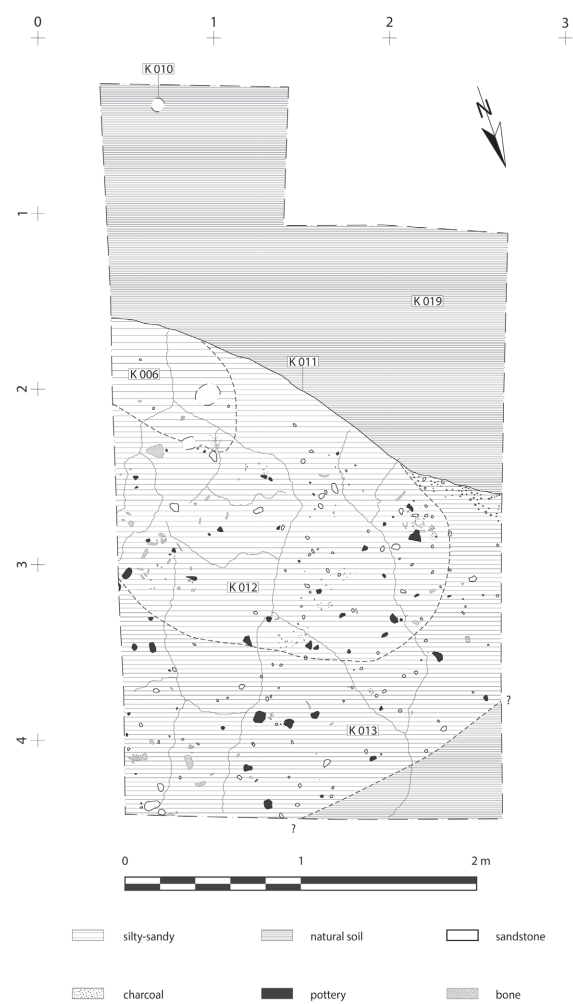 0 1 2 3
K 010
N
1
K 019
K 011
2
K 006
3
K 012
?
4
K 013
?
0 1 2 m
silty-sandy natural soil sandstone
charcoal pottery bone